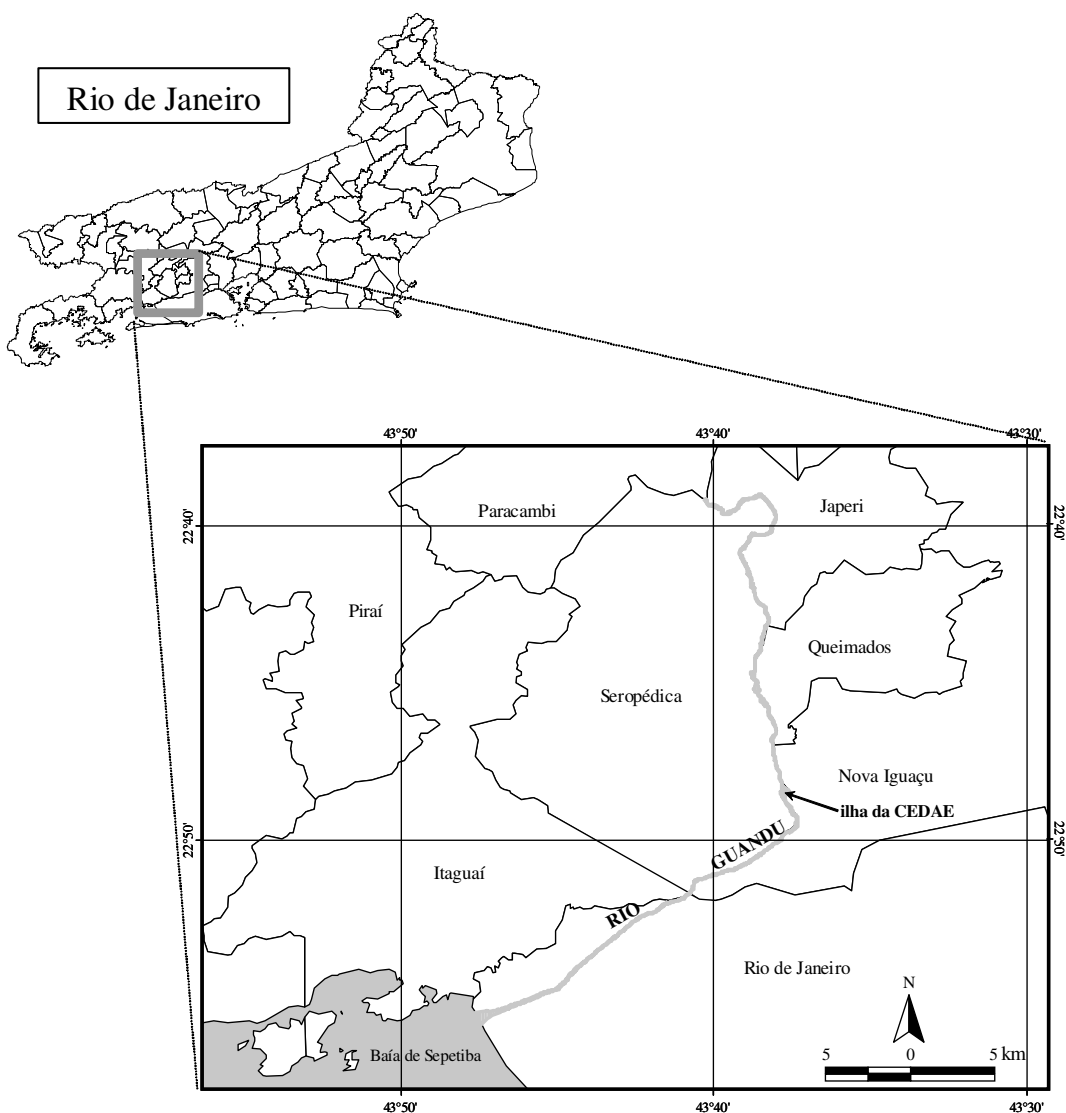 Rio de Janeiro
43°50'
43°40'
43°30'
22°40'
22°40'
Paracambi
Japeri
Piraí
Queimados
Seropédica
Nova Iguaçu
ilha da CEDAE
22°50'
22°50'
GUANDU
Itaguaí
RIO
Rio de Janeiro
N
Baía de Sepetiba
5 0 5 km
43°50'
43°40'
43°30'